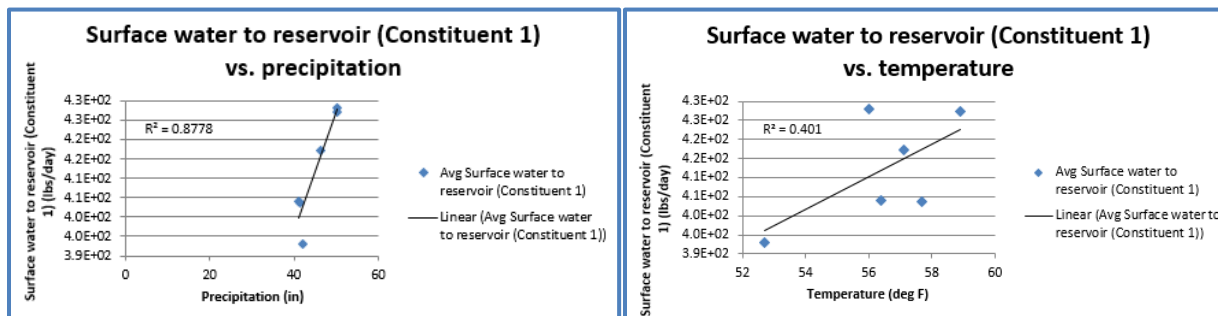 Surface water to reservoir (Constituent 1)
vs. precipitation
Surface water to reservoir (Constituent
1) (lbs/day)
4.3E+02
4.3E+02
4.2E+02
4.2E+02
4.1E+02
4.1E+02
4.0E+02
4.0E+02
3.9E+02
R² = 0.8778
0
20
40
60
Precipitation (in)
Avg Surface water to
reservoir (Constituent 1)
Linear (Avg Surface water
to reservoir (Constituent 1))
Surface water to reservoir (Constituent 1)
vs. temperature
Surface water to reservoir (Constituent
1) (lbs/day)
4.3E+02
4.3E+02
4.2E+02
4.2E+02
4.1E+02
4.1E+02
4.0E+02
4.0E+02
3.9E+02
R² = 0.401
52
54
56
58
60
Temperature (deg F)
Avg Surface water to
reservoir (Constituent 1)
Linear (Avg Surface water to
reservoir (Constituent 1))